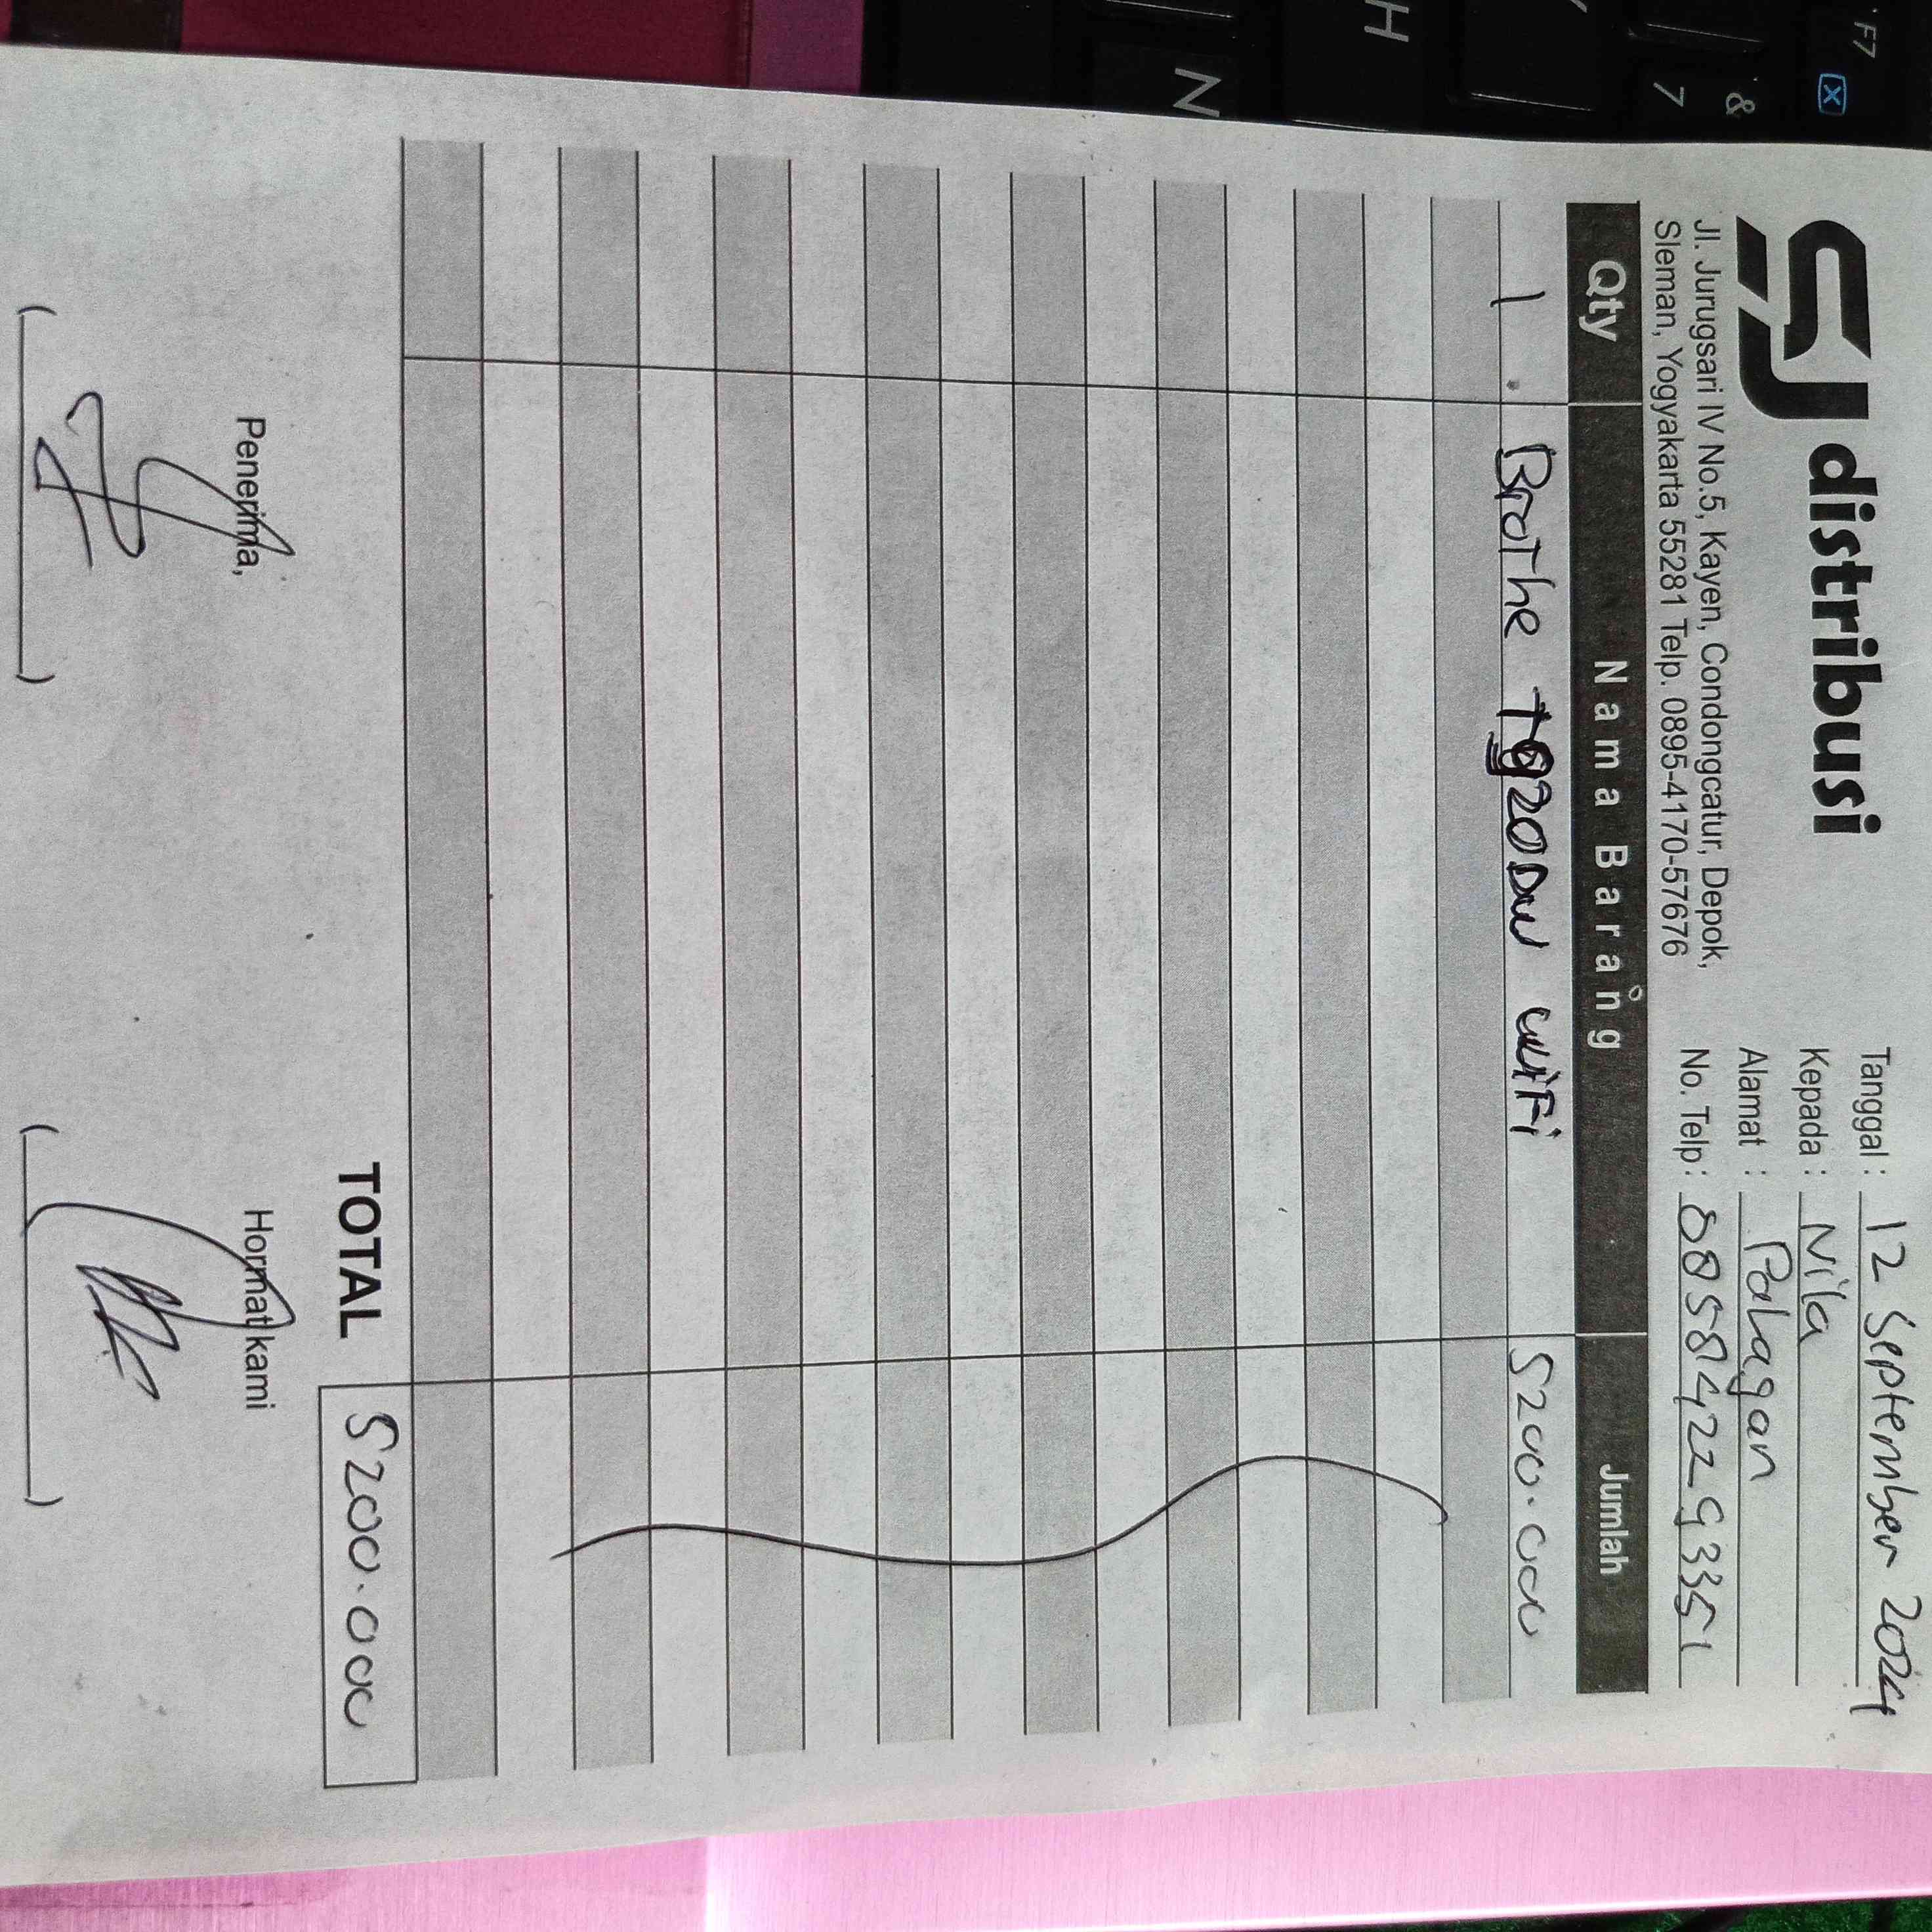 SJ distribusi
Jl. Jurugsari IV No.5, Kayen, Condongcatur, Depok,
Sleman, Yogyakarta 55281 Telp. 0895-4170-57676
Tanggal : 12 September 2024
Kepada : Nila
Alamat : Palagan
No. Telp : 085842293351
Qty Nama Barang Jumlah
1. Brothe T920DW wifi 5200.000
TOTAL 5200.000
Penerima, Hormat kami
F7
& 7
H
N